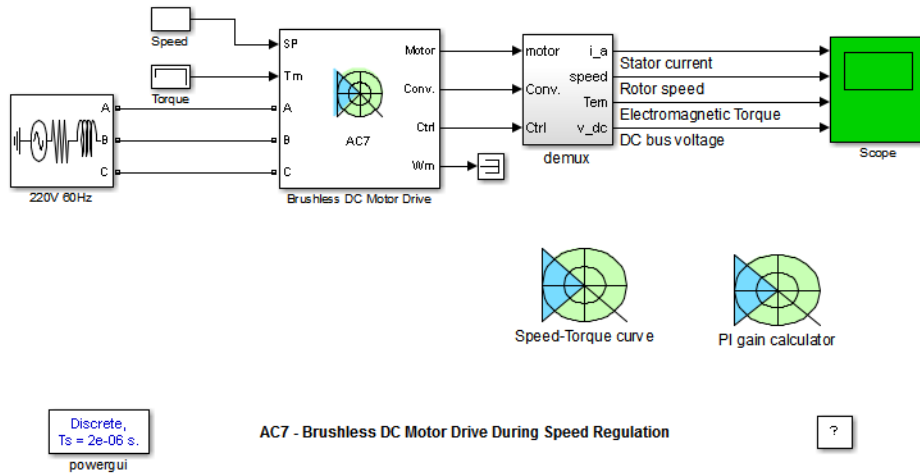 Speed
Torque
A
B
C
220V 60Hz
SP
Tm
A
B
C
AC7
Motor
Conv.
Ctrl
Wm
Brushless DC Motor Drive
motor
Conv.
Ctrl
i_a
speed
Tem
v_dc
demux
Stator current
Rotor speed
Electromagnetic Torque
DC bus voltage
Scope
Speed-Torque curve
PI gain calculator
Discrete,
Ts = 2e-06 s.
powergui
AC7 - Brushless DC Motor Drive During Speed Regulation
?